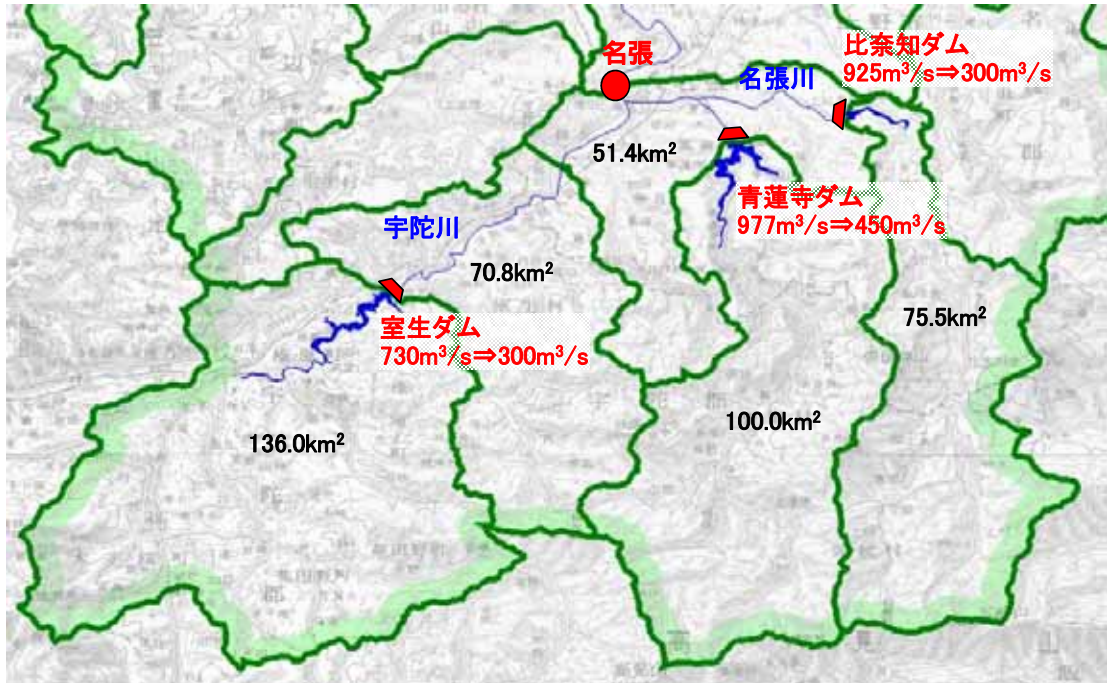 比奈知ダム
925m³/s⇒300m³/s
名張
名張川
51.4km²
青蓮寺ダム
977m³/s⇒450m³/s
宇陀川
70.8km²
75.5km²
室生ダム
730m³/s⇒300m³/s
100.0km²
136.0km²